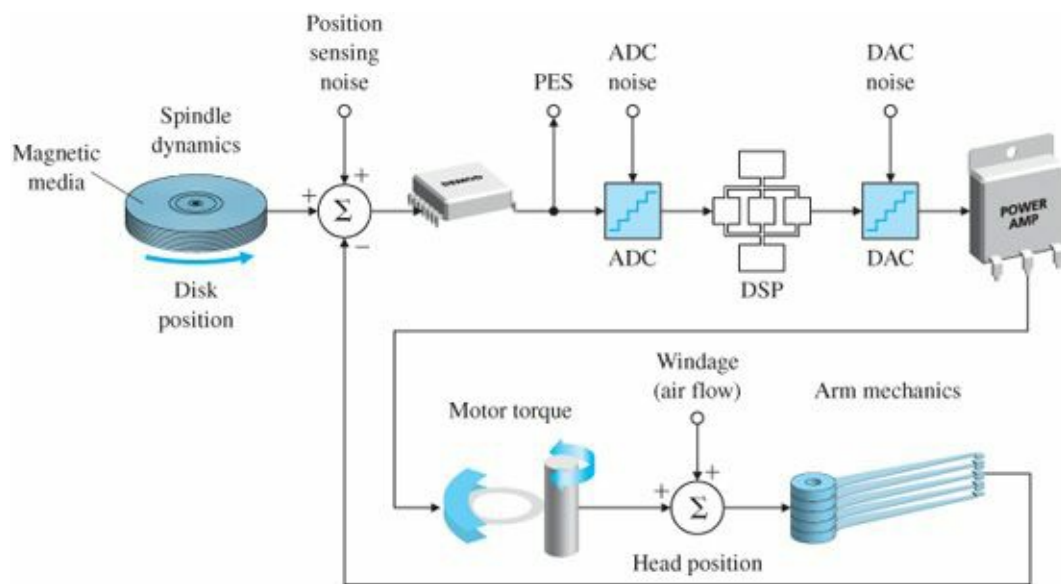 Position
sensing
noise
PES
ADC
noise
DAC
noise
Spindle
dynamics
Magnetic
media
+
+
Σ
−
DEMOD
ADC
DSP
DAC
POWER
AMP
Disk
position
Windage
(air flow)
Arm mechanics
Motor torque
+
+
Σ
Head position